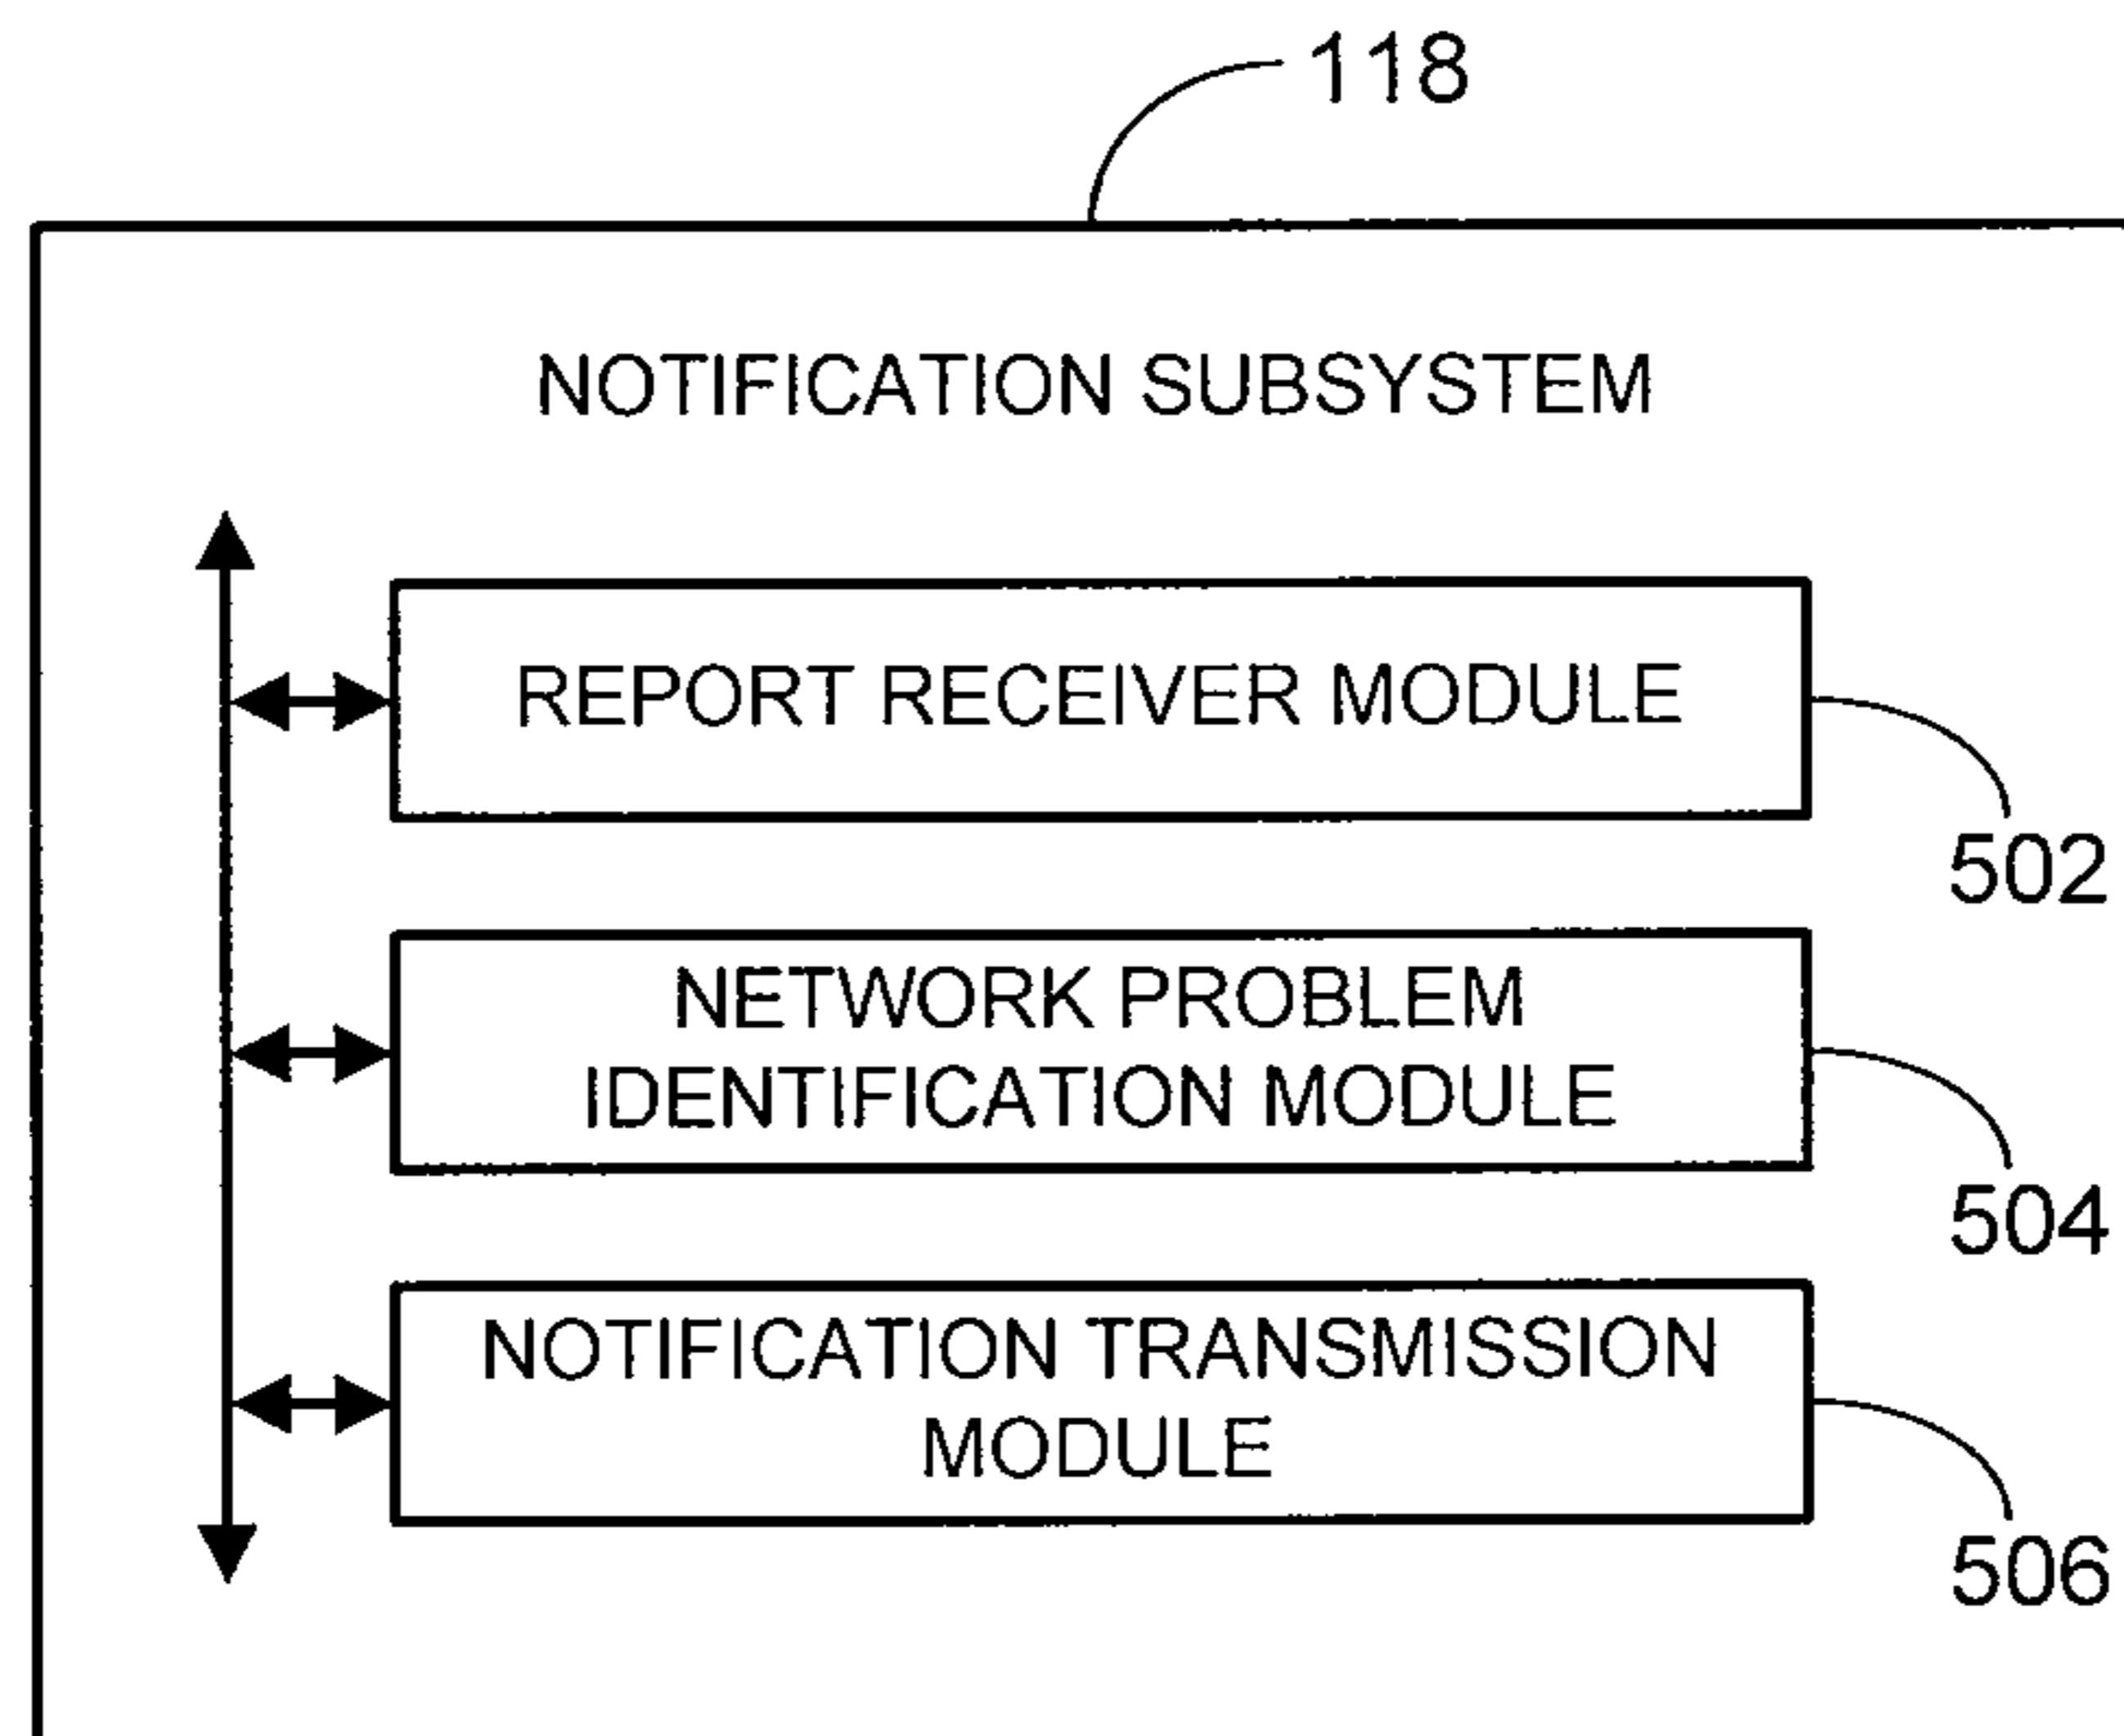 118
NOTIFICATION SUBSYSTEM
REPORT RECEIVER MODULE
502
NETWORK PROBLEM
IDENTIFICATION MODULE
504
NOTIFICATION TRANSMISSION
MODULE
506